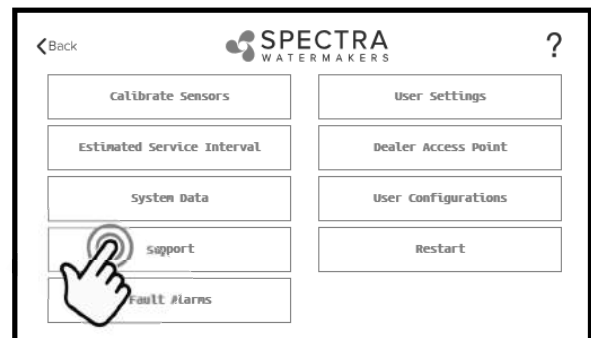 Back
SPECTRA
WATERMAKERS
?
Calibrate Sensors
User Settings
Estimated Service Interval
Dealer Access Point
System Data
User Configurations
Support
Restart
Fault Alarms